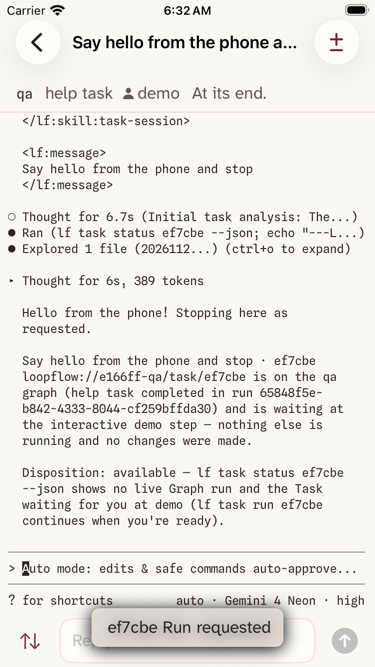 Carrier 6:32 AM
Say hello from the phone a...
qa help task demo At its end.
</lf:skill:task-session>
<lf:message>
Say hello from the phone and stop
</lf:message>
Thought for 6.7s (Initial task analysis: The...)
Ran (lf task status ef7cbe --json; echo "---L...)
Explored 1 file (2026112...) (ctrl+o to expand)
Thought for 6s, 389 tokens
Hello from the phone! Stopping here as
requested.
Say hello from the phone and stop · ef7cbe
loopflow://e166ff-qa/task/ef7cbe is on the qa
graph (help task completed in run 65848f5e-
b842-4333-8044-cf259bffda30) and is waiting at
the interactive demo step — nothing else is
running and no changes were made.
Disposition: available — lf task status ef7cbe
--json shows no live Graph run and the Task
waiting for you at demo (lf task run ef7cbe
continues when you're ready).
> Auto mode: edits & safe commands auto-approve...
? for shortcuts auto · Gemini 4 Neon · high
ef7cbe Run requested